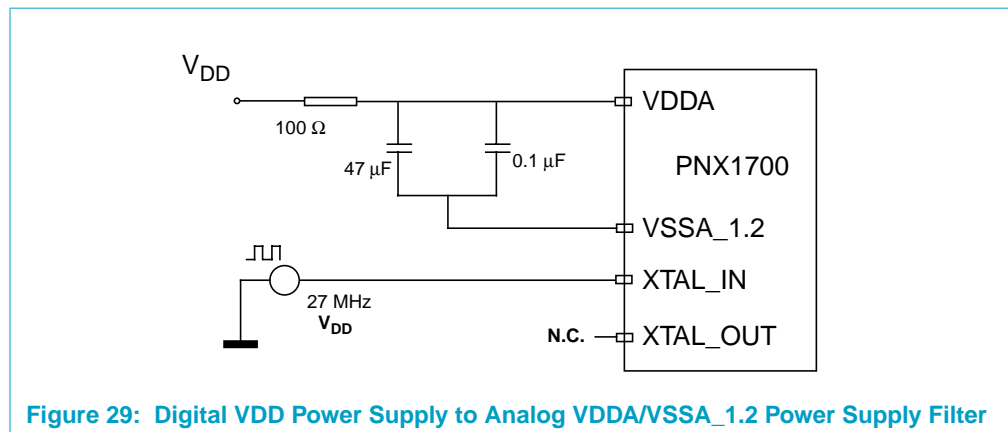 VDD
VDDA
100 Ω
47 µF
0.1 µF
PNX1700
VSSA_1.2
XTAL_IN
27 MHz
VDD
N.C.
XTAL_OUT
Figure 29: Digital VDD Power Supply to Analog VDDA/VSSA_1.2 Power Supply Filter